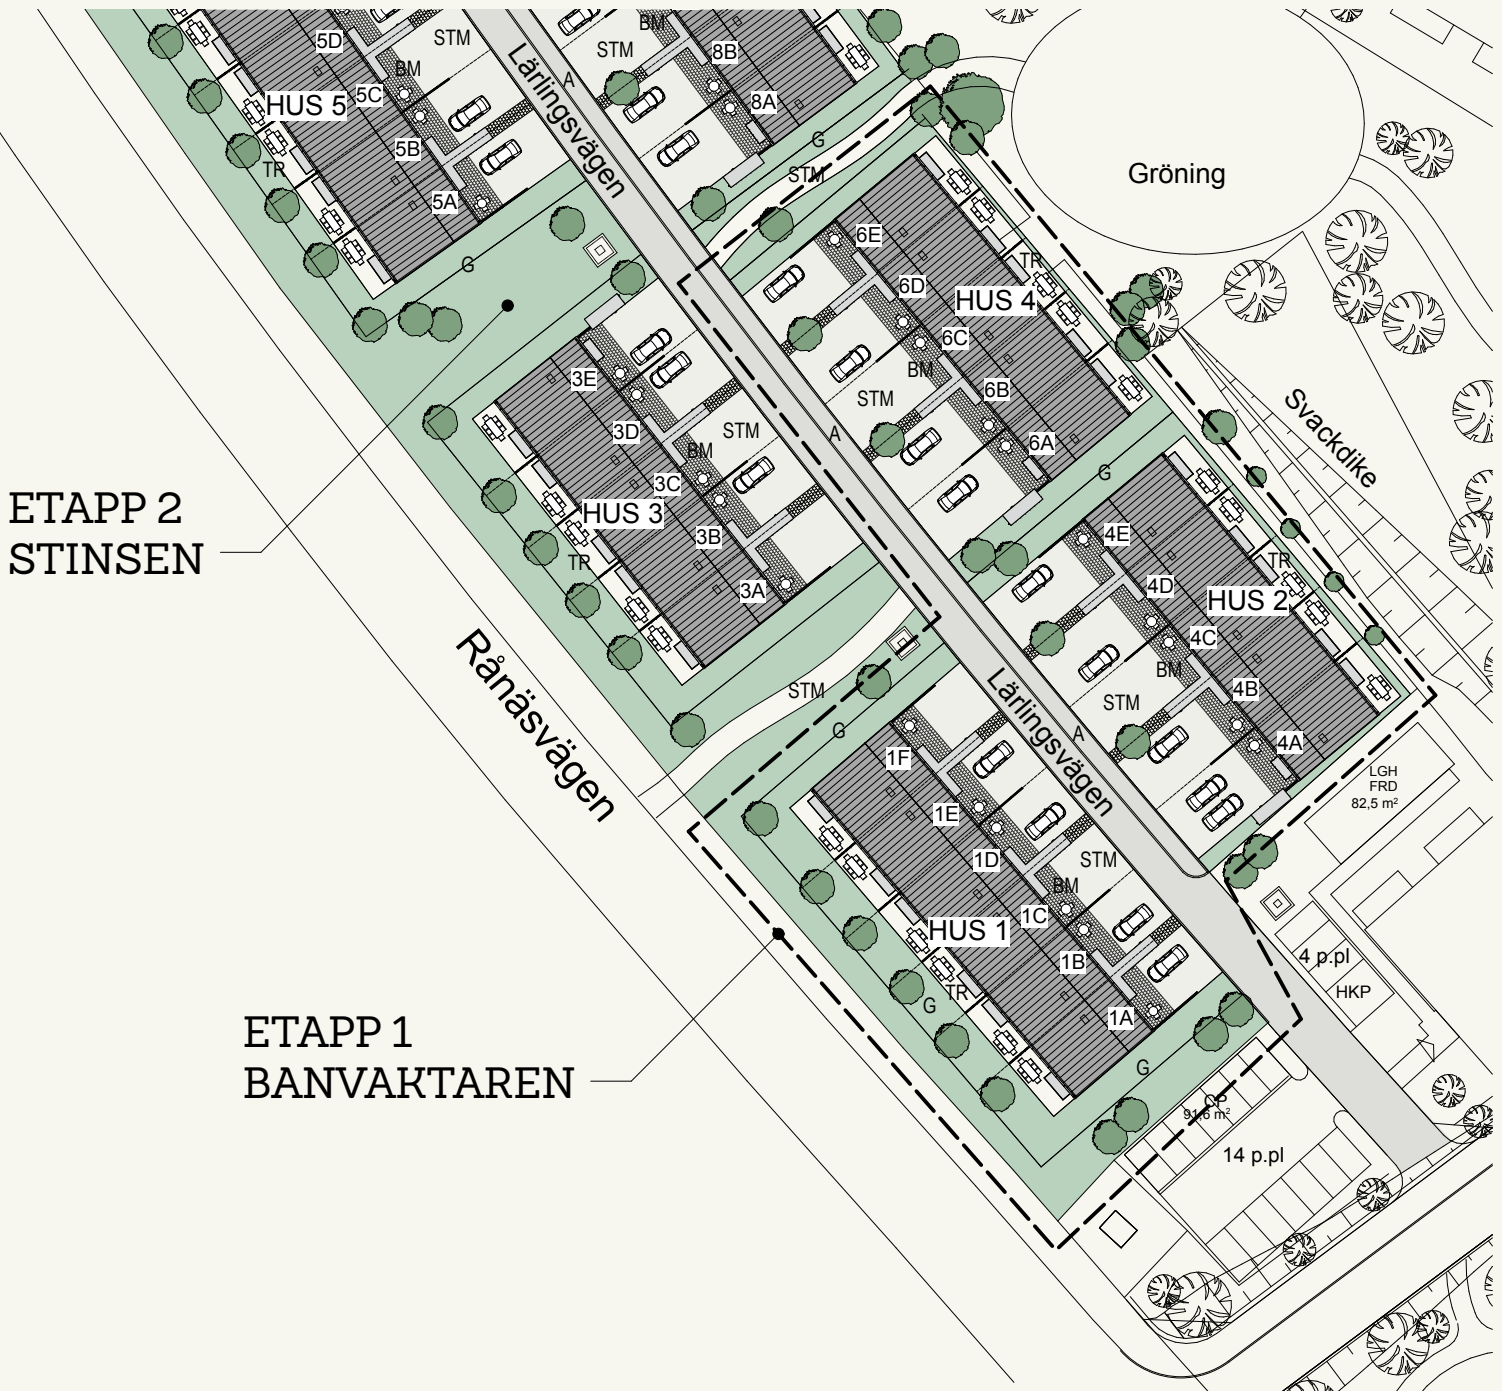 5D
STM
BM
STM
8B
Lärlingsvägen
A
5C
BM
HUS 5
8A
5B
G
TR
STM
Gröning
5A
6E
G
TR
6D
HUS 4
6C
3E
BM
6B
STM
Svackdike
3D
STM
A
6A
BM
G
3C
HUS 3
ETAPP 2
STINSEN
3B
4E
TR
TR
4D
3A
HUS 2
4C
Rånäsvägen
BM
STM
Lärlingsvägen
4B
STM
G
A
4A
1F
LGH
FRD
82,5 m²
1E
1D
STM
BM
1C
HUS 1
1B
4 p.pl
TR
HKP
G
1A
ETAPP 1
BANVAKTAREN
G
CP
91,6 m²
14 p.pl